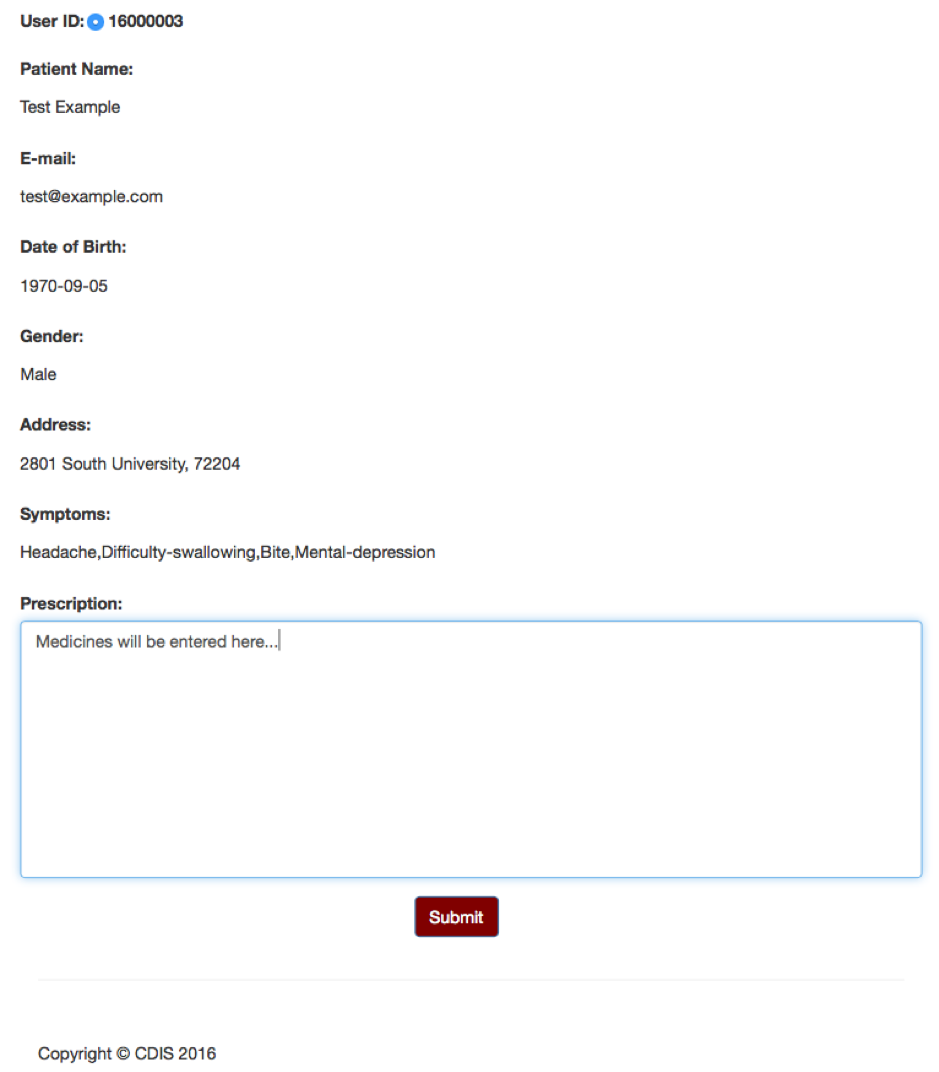 User ID: 16000003
Patient Name:
Test Example
E-mail:
test@example.com
Date of Birth:
1970-09-05
Gender:
Male
Address:
2801 South University, 72204
Symptoms:
Headache,Difficulty-swallowing,Bite,Mental-depression
Prescription:
Medicines will be entered here...
Submit
Copyright © CDIS 2016